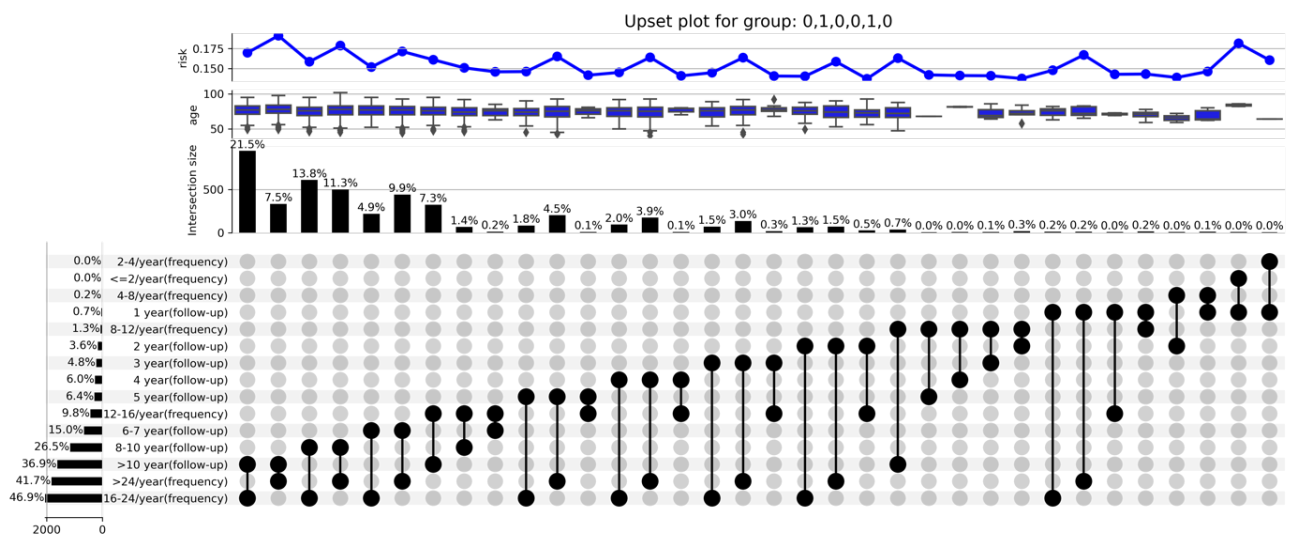 Upset plot for group: 0,1,0,0,1,0
risk
0.175
0.150
age
100
50
Intersection size
500
0
21.5%
7.5%
13.8%
11.3%
4.9%
9.9%
7.3%
1.4%
0.2%
1.8%
4.5%
0.1%
2.0%
3.9%
0.1%
1.5%
3.0%
0.3%
1.3%
1.5%
0.5%
0.7%
0.0%
0.0%
0.1%
0.3%
0.2%
0.2%
0.0%
0.2%
0.0%
0.1%
0.0%
0.0%
0.0% 2-4/year(frequency)
0.0% <=2/year(frequency)
0.2% 4-8/year(frequency)
0.7% 1 year(follow-up)
1.3% 8-12/year(frequency)
3.6% 2 year(follow-up)
4.8% 3 year(follow-up)
6.0% 4 year(follow-up)
6.4% 5 year(follow-up)
9.8% 12-16/year(frequency)
15.0% 6-7 year(follow-up)
26.5% 8-10 year(follow-up)
36.9% >10 year(follow-up)
41.7% >24/year(frequency)
46.9% 16-24/year(frequency)
2000 0